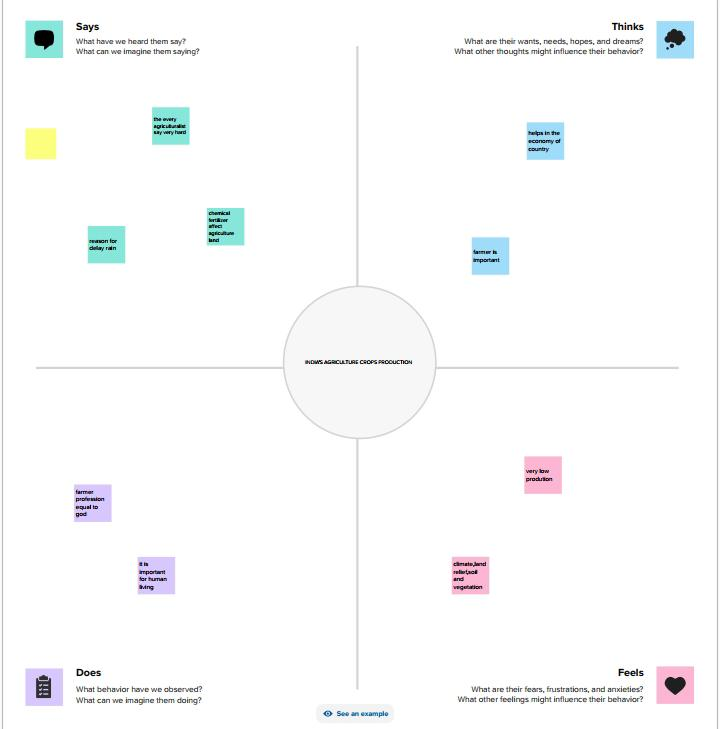 Says
What have we heard them say?
What can we imagine them saying?
Thinks
What are their wants, needs, hopes, and dreams?
What other thoughts might influence their behavior?
the every
agriculturalist
say very hard
helps in the
economy of
country
chemical
fertilizer
affect
agriculture
land
reason for
delay rain
farmer is
important
INDIA'S AGRICULTURE CROPS PRODUCTION
very low
prodution
farmer
profession
equal to
god
it is
important
for human
living
climate,land
relief,soil
and
vegetation
Does
What behavior have we observed?
What can we imagine them doing?
Feels
What are their fears, frustrations, and anxieties?
What other feelings might influence their behavior?
See an example